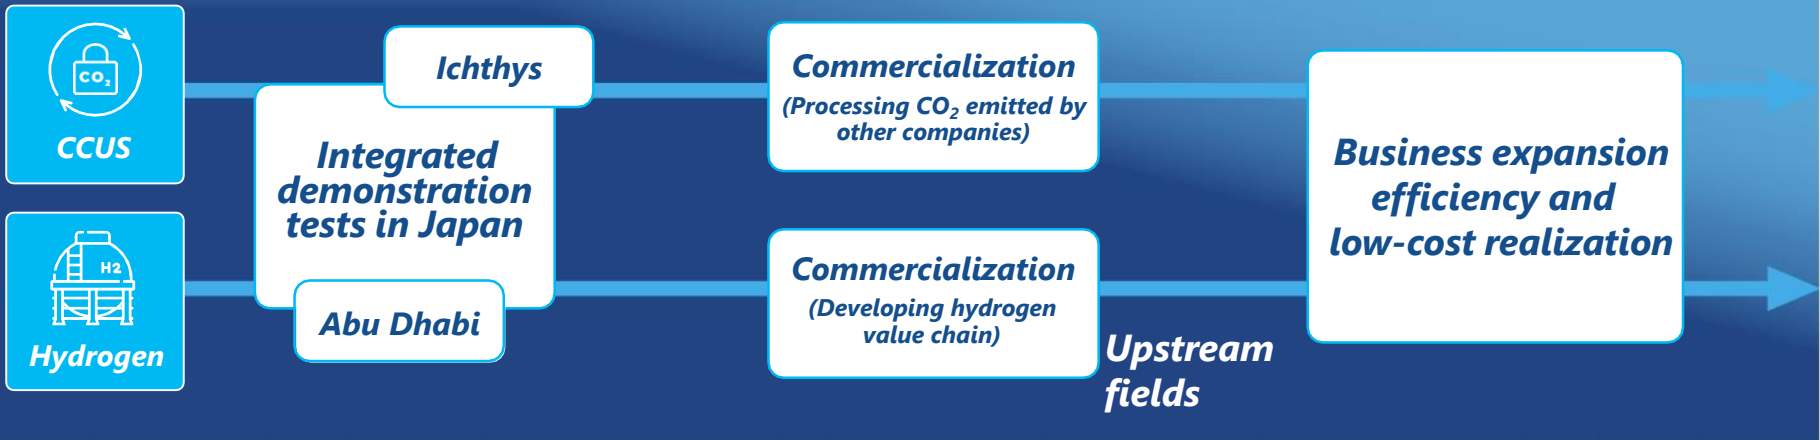 CO₂
CCUS
H2
Hydrogen
Ichthys
Integrated
demonstration
tests in Japan
Abu Dhabi
Commercialization
(Processing CO₂ emitted by
other companies)
Commercialization
(Developing hydrogen
value chain)
Upstream
fields
Business expansion
efficiency and
low-cost realization